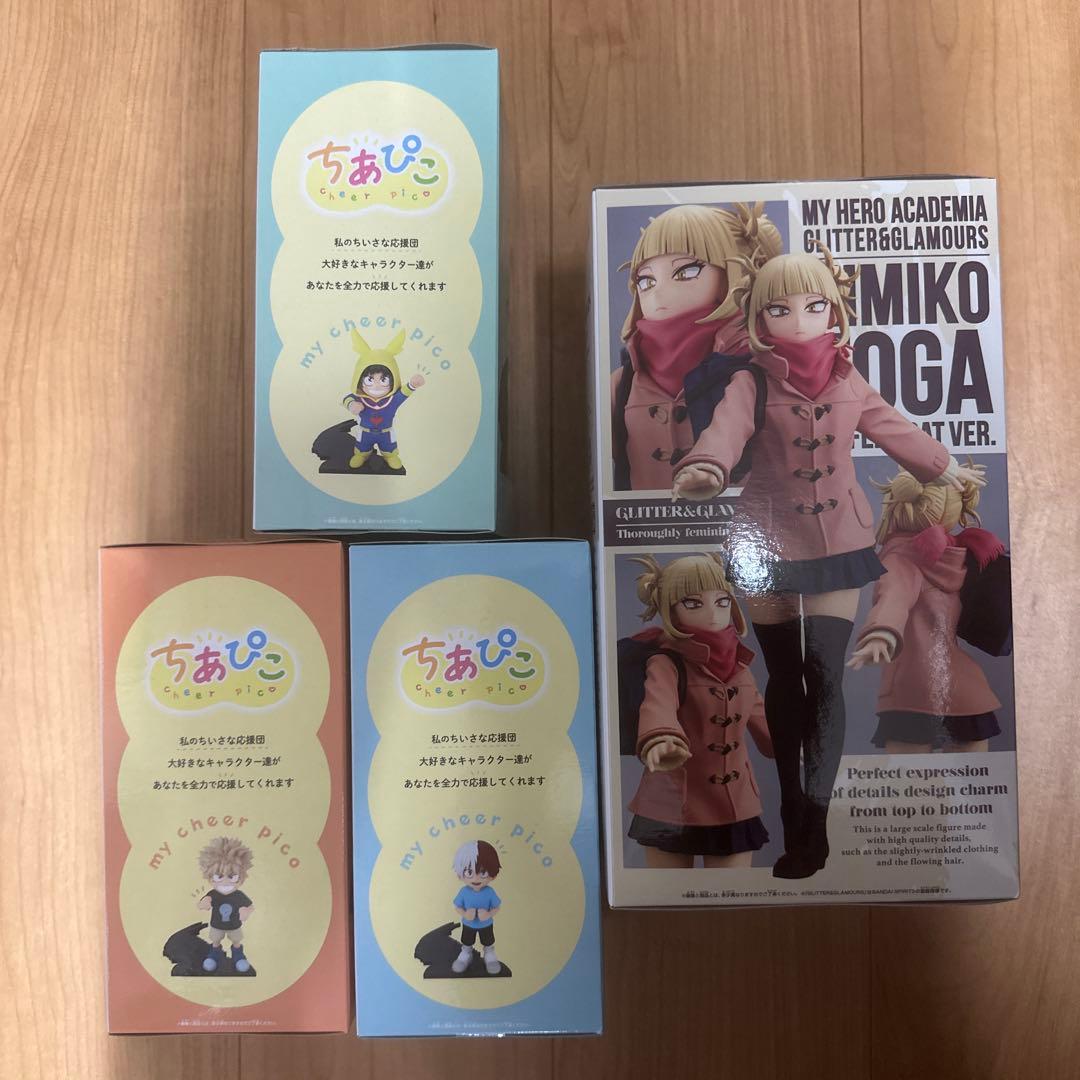 ちあぴこ
cheer pico
私のちいさな応援団
大好きなキャラクター達が
あなたを全力で応援してくれます
my cheer pico
MY HERO ACADEMIA
GLITTER&GLAMOURS
IMIKO
OGA
AT VER.
GLITTER&GLAM
Thoroughly feminin
Perfect expression
of details design charm
from top to bottom
This is a large scale figure made
with high quality details,
such as the slightly-wrinkled clothing
and the flowing hair.
ちあぴこ
cheer pico
私のちいさな応援団
大好きなキャラクター達が
あなたを全力で応援してくれます
my cheer pico
ちあぴこ
cheer pico
私のちいさな応援団
大好きなキャラクター達が
あなたを全力で応援してくれます
my cheer pico